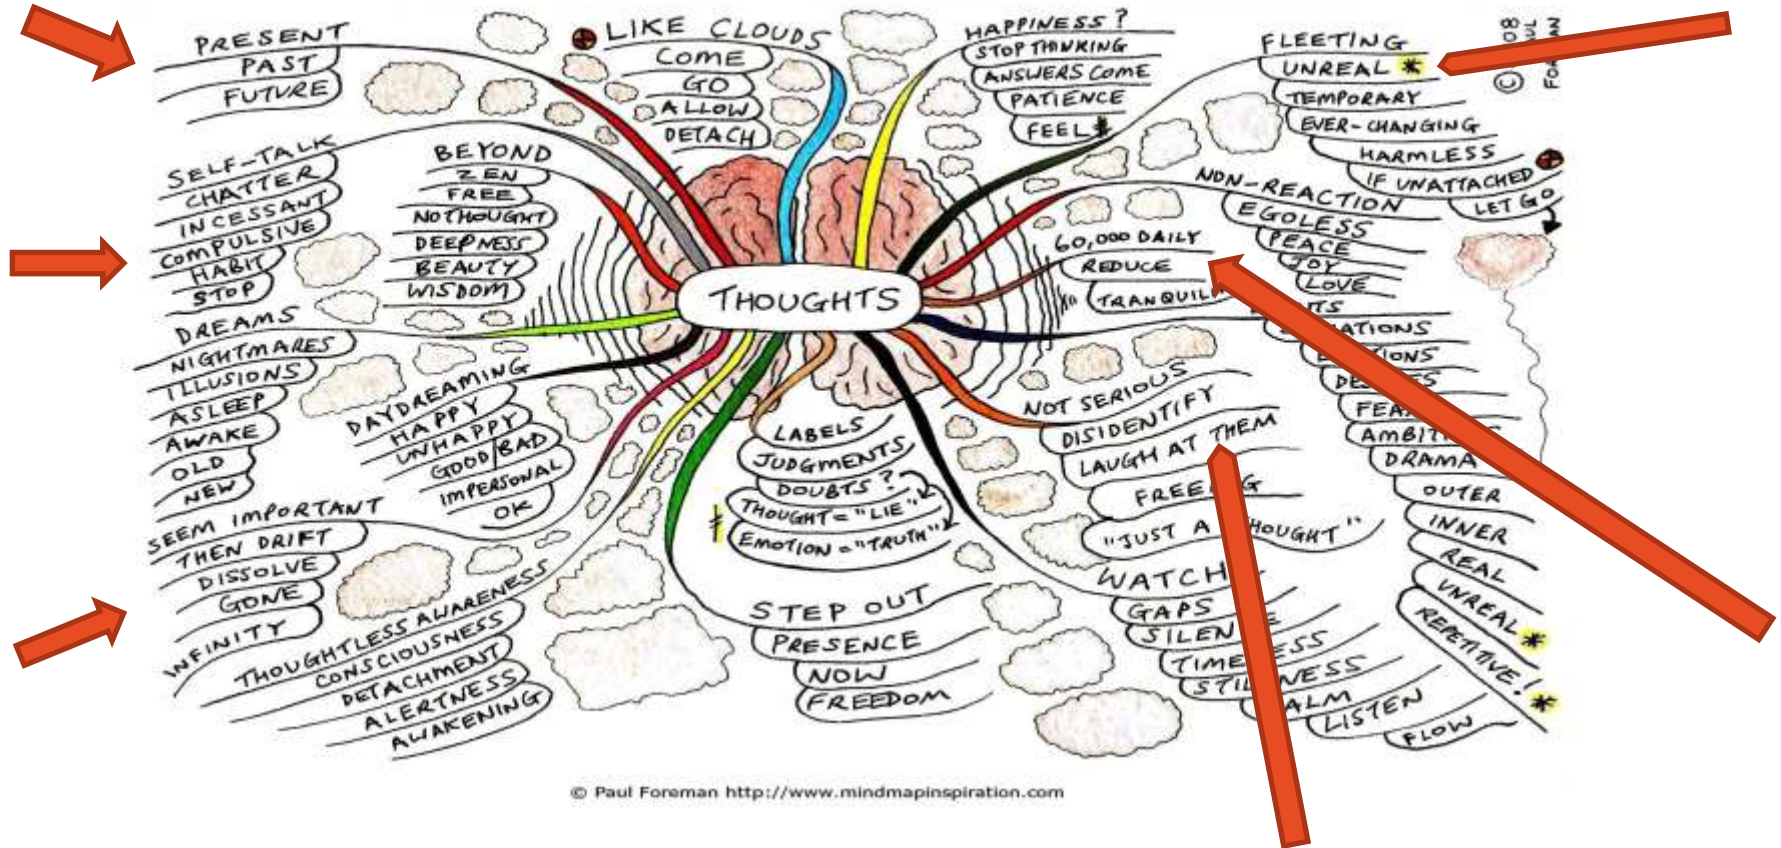 PRESENT
PAST
FUTURE
LIKE CLOUDS
COME
GO
ALLOW
DETACH
HAPPINESS?
STOP THINKING
ANSWERS COME
PATIENCE
FEEL
FLEETING
UNREAL *
TEMPORARY
EVER-CHANGING
HARMLESS
IF UNATTACHED
LET GO
©
SELF-TALK
CHATTER
INCESSANT
COMPULSIVE
HABIT
STOP
BEYOND
ZEN
FREE
NOTHOUGHT
DEEPNESS
BEAUTY
WISDOM
THOUGHTS
NON-REACTION
EGOLESS
PEACE
JOY
LOVE
60,000 DAILY
REDUCE
TRANQUIL
DREAMS
NIGHTMARES
ILLUSIONS
ASLEEP
AWAKE
OLD
NEW
DAYDREAMING
HAPPY
UNHAPPY
GOOD/BAD
IMPERSONAL
OK
LABELS
JUDGMENTS
DOUBTS?
THOUGHT = "LIE"
EMOTION = "TRUTH"
NOT SERIOUS
DISIDENTIFY
LAUGH AT THEM
"JUST A THOUGHT"
DRAMA
OUTER
INNER
REAL
UNREAL *
REPETITIVE! *
SEEM IMPORTANT
THEN DRIFT
DISSOLVE
GONE
INFINITY
THOUGHTLESS AWARENESS
CONSCIOUSNESS
DETACHMENT
ALERTNESS
AWAKENING
STEP OUT
PRESENCE
NOW
FREEDOM
WATCH
GAPS
LISTEN
FLOW
© Paul Foreman http://www.mindmapinspiration.com